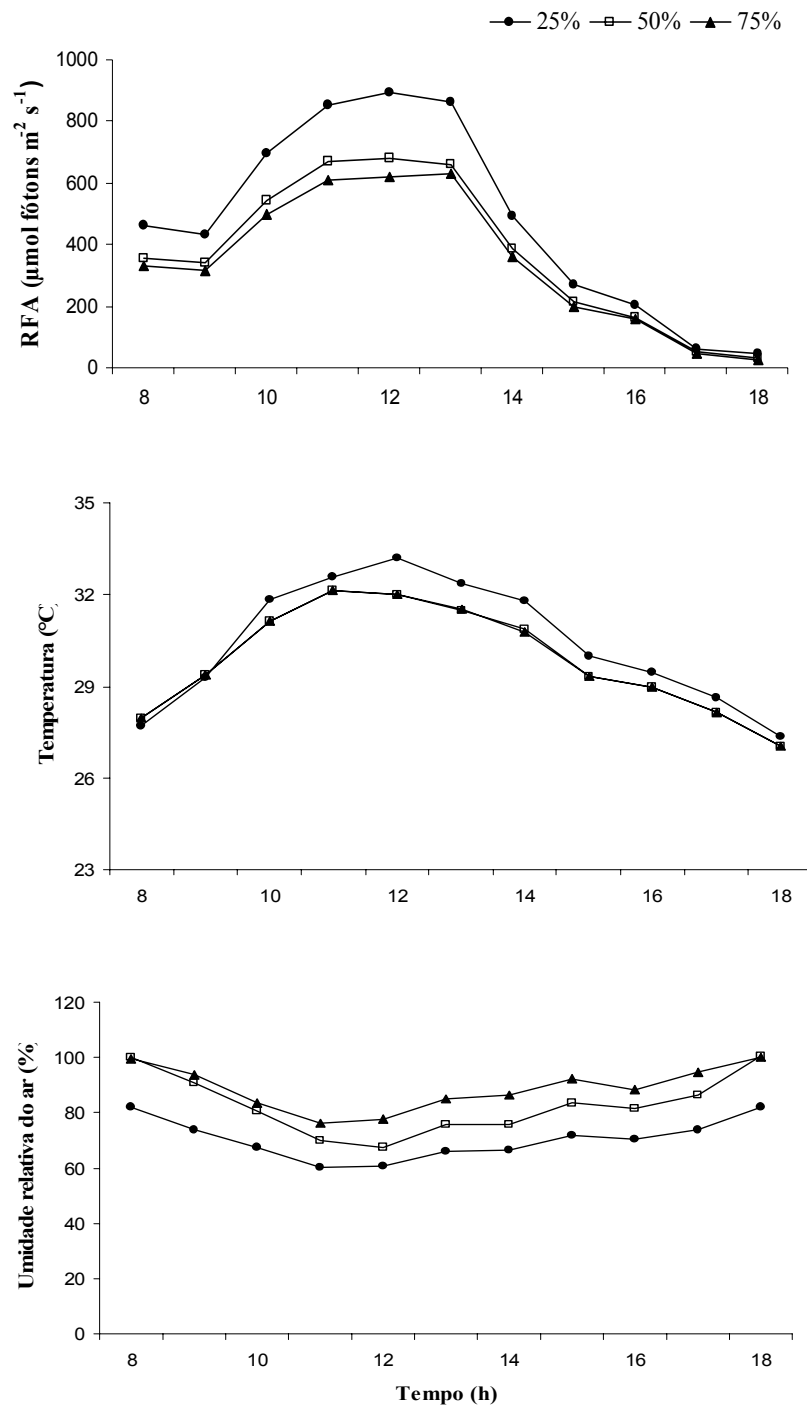 25% 50% 75%
RFA (µmol fótons m⁻² s⁻¹)
1000
800
600
400
200
0
8 10 12 14 16 18
Temperatura (°C)
35
32
29
26
23
8 10 12 14 16 18
Umidade relativa do ar (%)
120
100
80
60
40
20
0
8 10 12 14 16 18
Tempo (h)